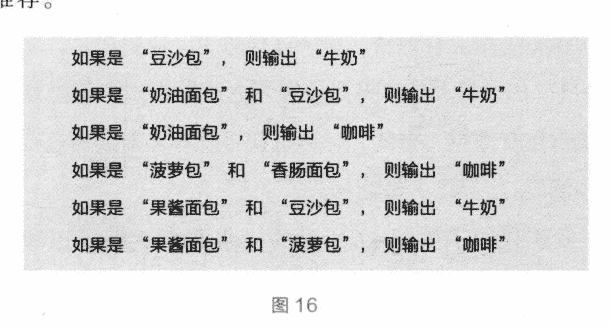 推荐。
如果是 “豆沙包”， 则输出 “牛奶”
如果是 “奶油面包” 和 “豆沙包”， 则输出 “牛奶”
如果是 “奶油面包”， 则输出 “咖啡”
如果是 “菠萝包” 和 “香肠面包”， 则输出 “咖啡”
如果是 “果酱面包” 和 “豆沙包”， 则输出 “牛奶”
如果是 “果酱面包” 和 “菠萝包”， 则输出 “咖啡”
图 16